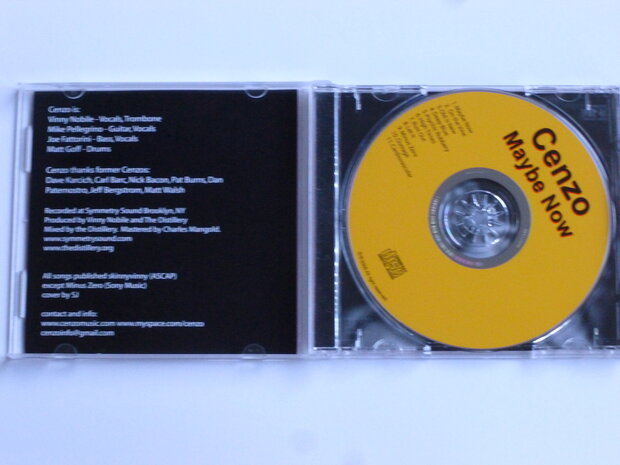 Cenzo is:
Vinny Nobile - Vocals, Trombone
Mike Pellegrino - Guitar, Vocals
Joe Fattorini - Bass, Vocals
Matt Goff - Drums
Cenzo thanks former Cenzos:
Dave Karcich, Carl Barc, Nick Bacon, Pat Burns, Dan
Paternostro, Jeff Bergstrom, Matt Walsh
Recorded at Symmetry Sound Brooklyn, NY
Produced by Vinny Nobile and The Distillery
Mixed by the Distillery. Mastered by Charles Mangold.
www.symmetrysound.com
www.thedistillery.org
All songs published skinnyvinny (ASCAP)
except Minus Zero (Sony Music)
cover by SJ
contact and info:
www.cenzomusic.com www.myspace.com/cenzo
cenzoinfo@gmail.com
Cenzo
Maybe Now
1. Maybe Now